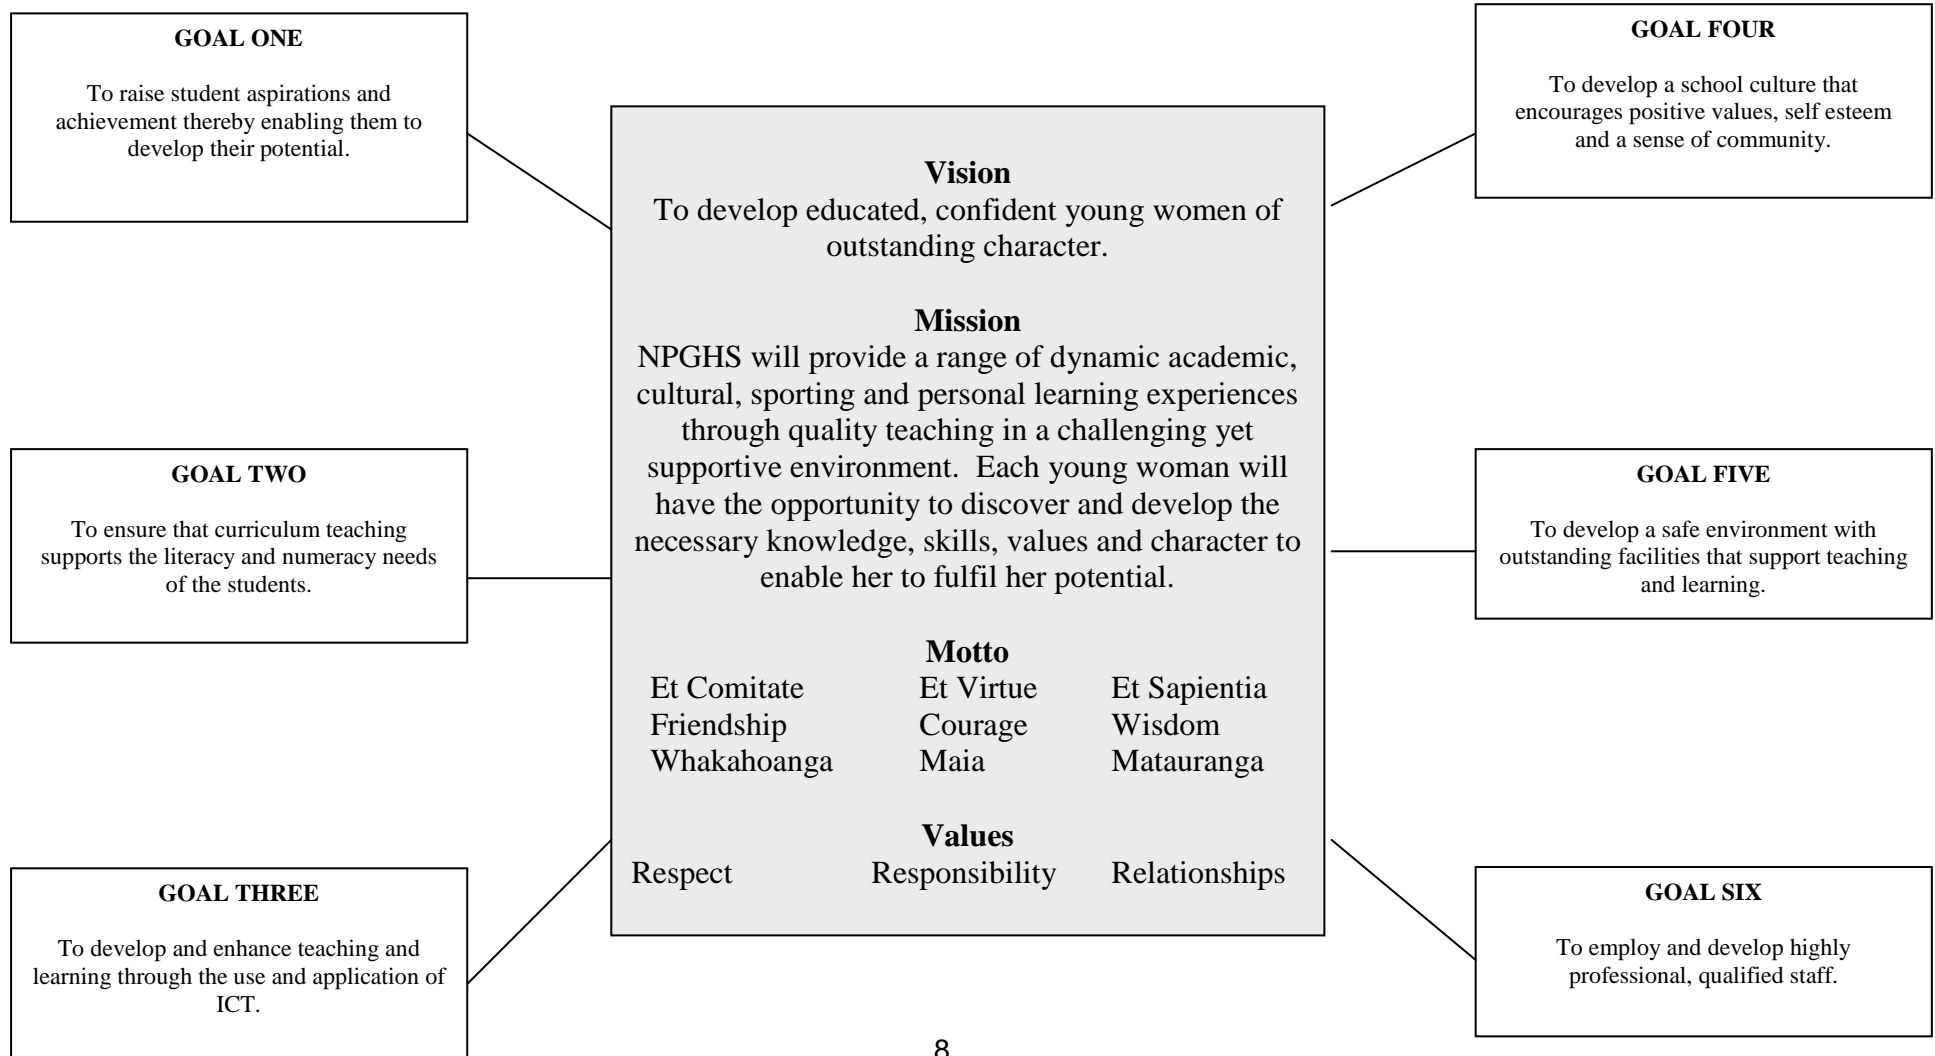 GOAL ONE
To raise student aspirations and
achievement thereby enabling them to
develop their potential.
GOAL TWO
To ensure that curriculum teaching
supports the literacy and numeracy needs
of the students.
GOAL THREE
To develop and enhance teaching and
learning through the use and application of
ICT.
Vision
To develop educated, confident young women of
outstanding character.
Mission
NPGHS will provide a range of dynamic academic,
cultural, sporting and personal learning experiences
through quality teaching in a challenging yet
supportive environment.  Each young woman will
have the opportunity to discover and develop the
necessary knowledge, skills, values and character to
enable her to fulfil her potential.
Motto
Et Comitate Et Virtue Et Sapientia
Friendship Courage Wisdom
Whakahoanga Maia Matauranga
Values
Respect Responsibility Relationships
GOAL FOUR
To develop a school culture that
encourages positive values, self esteem
and a sense of community.
GOAL FIVE
To develop a safe environment with
outstanding facilities that support teaching
and learning.
GOAL SIX
To employ and develop highly
professional, qualified staff.
8